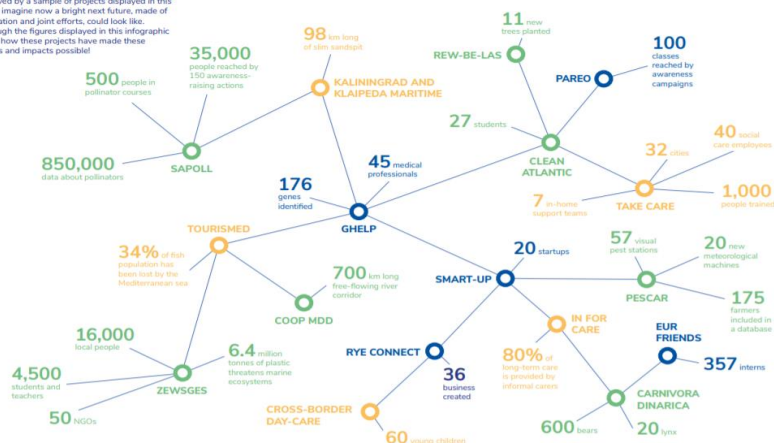 ved by a sample of projects displayed in this
imagine now a bright next future, made of
ation and joint efforts, could look like.
ugh the figures displayed in this infographic
how these projects have made these
s and impacts possible!
11 new
trees planted
98 km long
of slim sandspit
35,000
people reached by
150 awareness-
raising actions
REW-BE-LAS
100
classes
reached by
awareness
campaigns
PAREO
500 people in
pollinator courses
KALININGRAD AND
KLAIPEDA MARITIME
27 students
40 social
care employees
32 cities
850,000
data about pollinators
SAPOLL
45 medical
professionals
CLEAN
ATLANTIC
176
genes
identified
7 in-home
support teams
TAKE CARE
1,000
people trained
GHELP
TOURISMED
34% of fish
population has
been lost by the
Mediterranean sea
20 startups
57 visual
pest stations
20 new
meteorological
machines
700 km long
free-flowing river
corridor
SMART-UP
PESCAR
175
farmers
included in
a database
COOP MDD
IN FOR
CARE
16,000
local people
EUR
FRIENDS
RYE CONNECT
80% of
long-term care
is provided by
informal carers
6.4 million
tonnes of plastic
threatens marine
ecosystems
357 interns
4,500
students and
teachers
36
business
created
ZEWSGES
CARNIVORA
DINARICA
50 NGOs
CROSS-BORDER
DAY-CARE
600 bears
20 lynx
60 young children